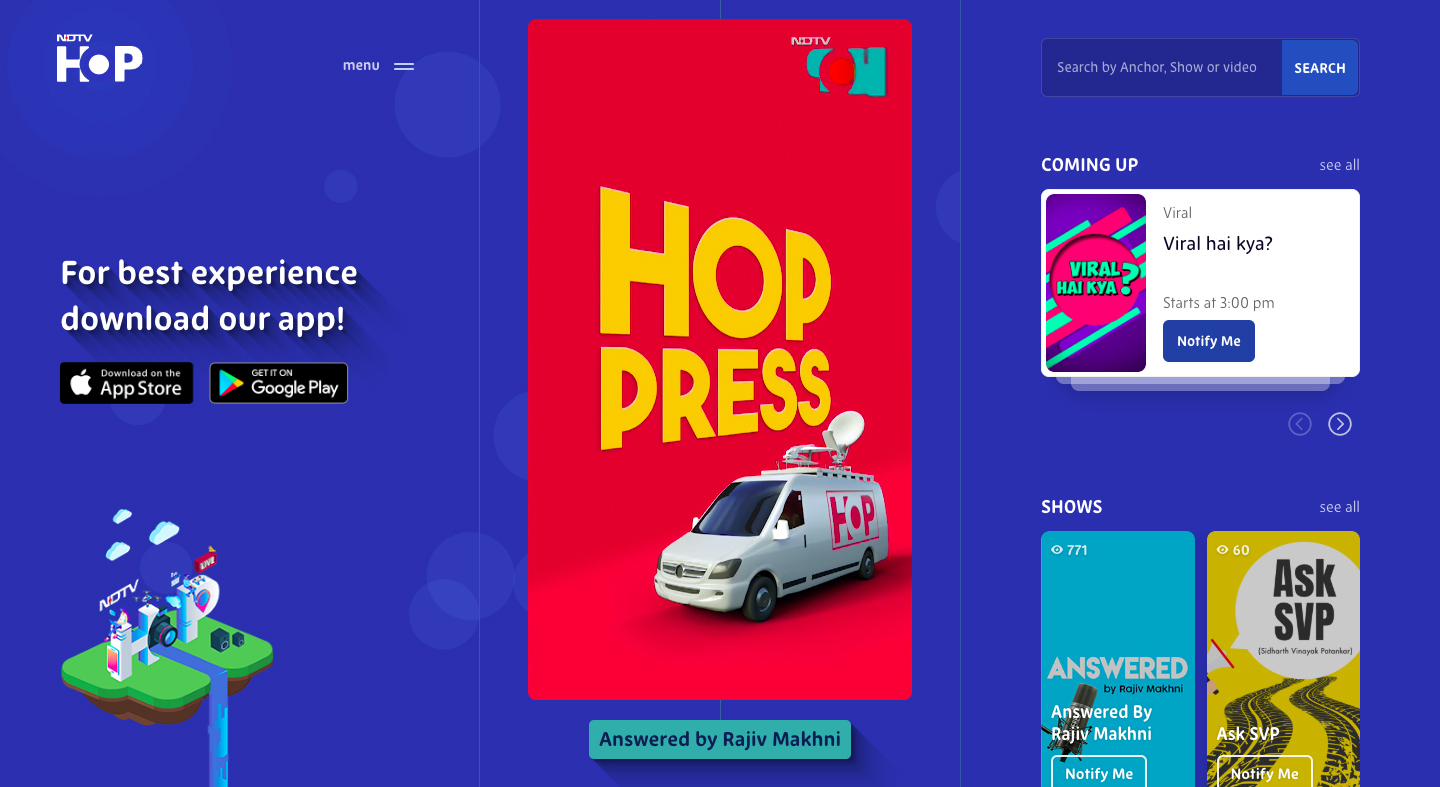 NDTV
HOP
menu
For best experience
download our app!
Download on the
App Store
GET IT ON
Google Play
LIVE
NDTV
HOP
NDTV
HOP
PRESS
HOP
Answered by Rajiv Makhni
Search by Anchor, Show or video
SEARCH
COMING UP
see all
VIRAL
HAI KYA?
Viral
Viral hai kya?
Starts at 3:00 pm
Notify Me
SHOWS
see all
771
ANSWERED
by Rajiv Makhni
Answered By
Rajiv Makhni
Notify Me
60
Ask
SVP
(Sidharth Vinayak Patankar)
Ask SVP
Notify Me